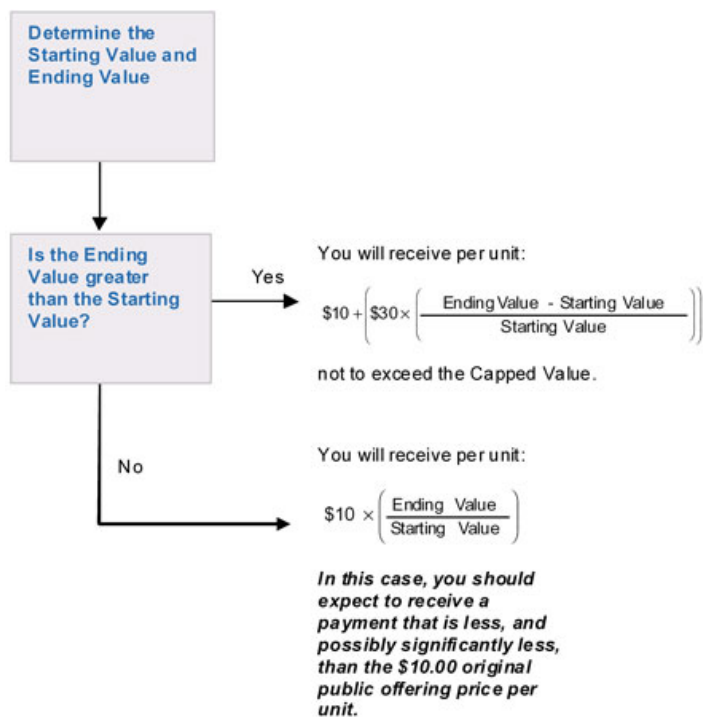 Determine the
Starting Value and
Ending Value
Is the Ending
Value greater
than the Starting
Value?
Yes
You will receive per unit:
$10 + ($30 × (Ending Value - Starting Value
Starting Value))
not to exceed the Capped Value.
No
You will receive per unit:
$10 × (Ending Value
Starting Value)
In this case, you should
expect to receive a
payment that is less, and
possibly significantly less,
than the $10.00 original
public offering price per
unit.